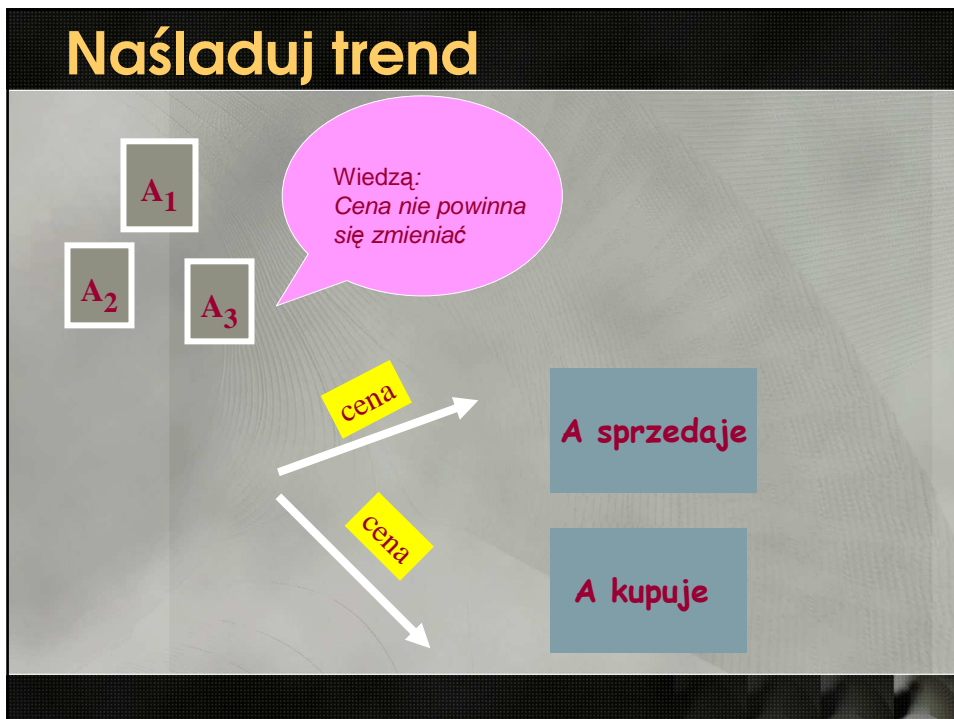 Naśladuj trend
A1
Wiedzą:
Cena nie powinna
się zmieniać
A2
A3
cena
A sprzedaje
cena
A kupuje